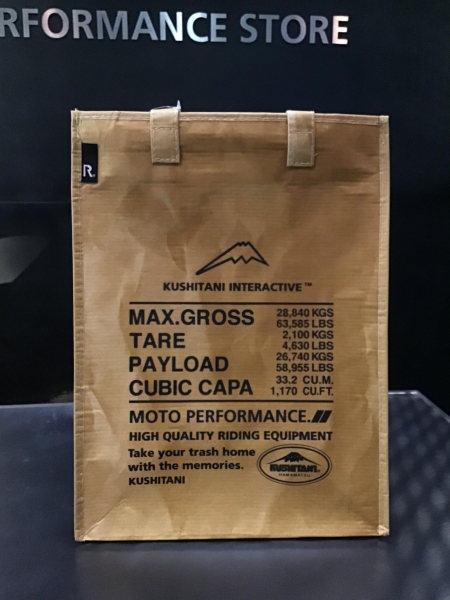 RFORMANCE STORE
R.
KUSHITANI INTERACTIVE™
MAX.GROSS 28,840 KGS
63,585 LBS
TARE 2,100 KGS
4,630 LBS
PAYLOAD 26,740 KGS
58,955 LBS
CUBIC CAPA 33.2 CU.M.
1,170 CU.FT.
MOTO PERFORMANCE.
HIGH QUALITY RIDING EQUIPMENT
Take your trash home
with the memories.
KUSHITANI
KUSHITANI
HAMAMATSU